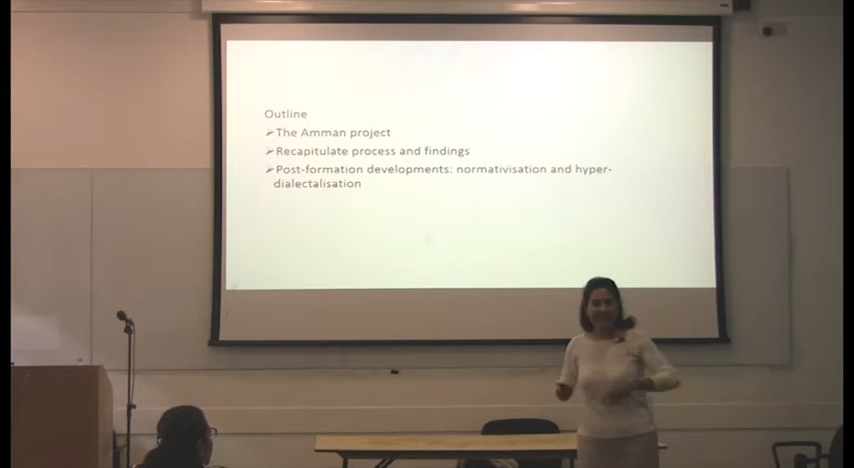 Outline
➢The Amman project
➢Recapitulate process and findings
➢Post-formation developments: normativisation and hyper-
dialectalisation